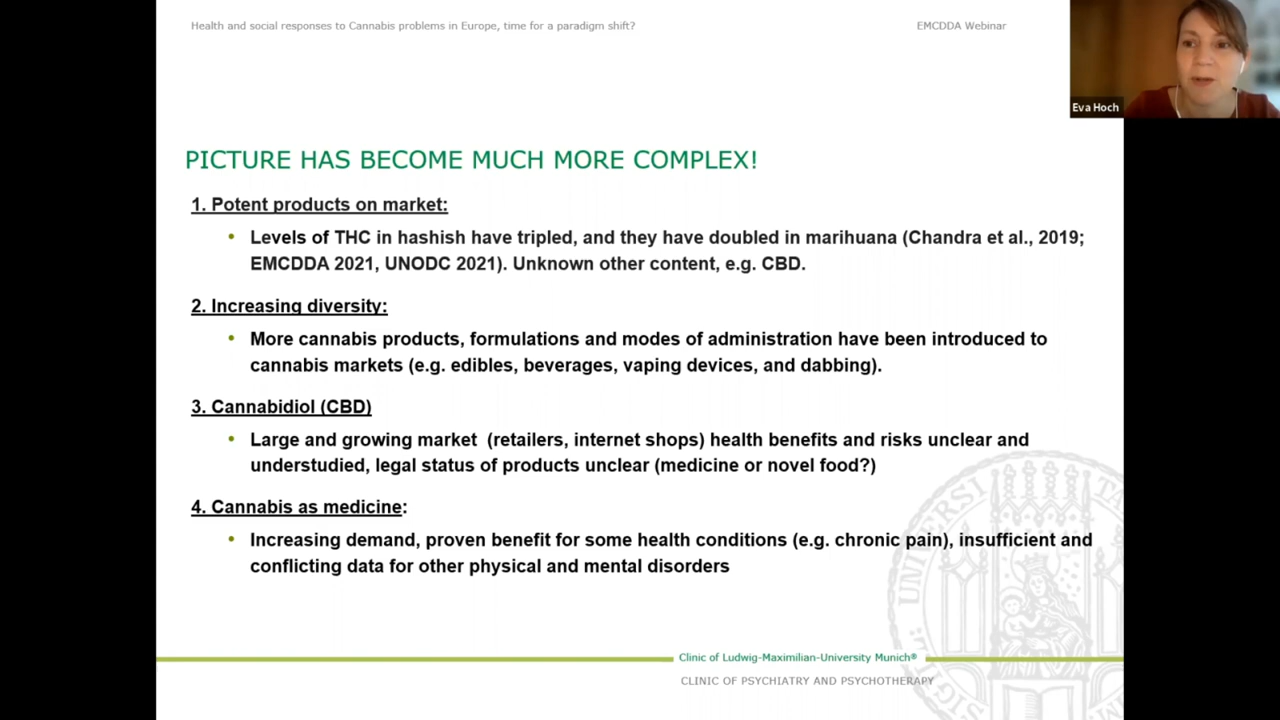 Health and social responses to Cannabis problems in Europe, time for a paradigm shift?
EMCDDA Webinar
Eva Hoch
PICTURE HAS BECOME MUCH MORE COMPLEX!
1. Potent products on market:
• Levels of THC in hashish have tripled, and they have doubled in marihuana (Chandra et al., 2019;
EMCDDA 2021, UNODC 2021). Unknown other content, e.g. CBD.
2. Increasing diversity:
• More cannabis products, formulations and modes of administration have been introduced to
cannabis markets (e.g. edibles, beverages, vaping devices, and dabbing).
3. Cannabidiol (CBD)
• Large and growing market (retailers, internet shops) health benefits and risks unclear and
understudied, legal status of products unclear (medicine or novel food?)
4. Cannabis as medicine:
• Increasing demand, proven benefit for some health conditions (e.g. chronic pain), insufficient and
conflicting data for other physical and mental disorders
Clinic of Ludwig-Maximilian-University Munich®
CLINIC OF PSYCHIATRY AND PSYCHOTHERAPY